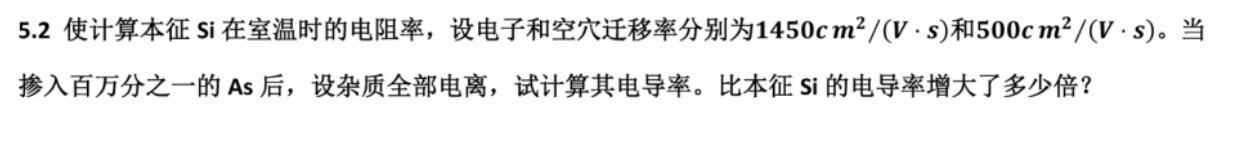 5.2 使计算本征 Si 在室温时的电阻率，设电子和空穴迁移率分别为1450cm²/(V·s)和500cm²/(V·s)。当
掺入百万分之一的 As 后，设杂质全部电离，试计算其电导率。比本征 Si 的电导率增大了多少倍？